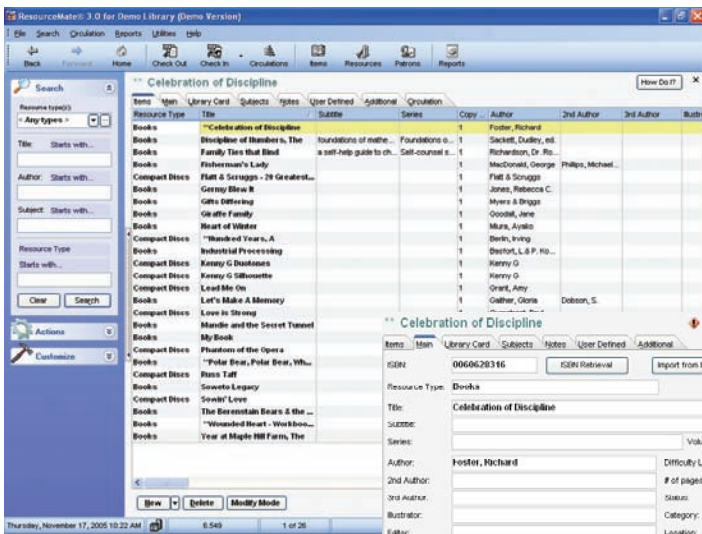 ResourceMate® 3.0 for Demo Library (Demo Version)
File Search Circulation Reports Utilities Help
Back Forward Home Check Out Check In Circulations Items Resources Patrons Reports
Search
Resource type(s):
< Any types >
Title: Starts with...
Author: Starts with...
Subject: Starts with...
Resource Type
Starts with...
Clear Search
Actions
Customize
** Celebration of Discipline
How Do I?
Items Main Library Card Subjects Notes User Defined Additional Circulation
Resource Type Title Subtitle Series Copy ... Author 2nd Author 3rd Author
Books **Celebration of Discipline 1 Foster, Richard
Books Discipline of Numbers, The foundations of mathe... Foundations o... 1 Sackett, Dudley, ed.
Books Family Ties that Bind a self-help guide to ch... Self-counsel s... 1 Richardson, Dr. Ro...
Books Fisherman's Lady 1 MacDonald, George Phillips, Michael...
Compact Discs Flatt & Scruggs - 20 Greatest... 1 Flatt & Scruggs
Books Germy Blew It 1 Jones, Rebecca C.
Books Gifts Differing 1 Myers & Briggs
Books Giraffe Family 1 Goodall, Jane
Books Heart of Winter 1 Miura, Ayako
Compact Discs **Hundred Years, A 1 Berlin, Irving
Books Industrial Processing 1
Compact Discs Kenny G Duotones 1 Kenny G
Compact Discs Kenny G Silhouette 1 Kenny G
Compact Discs Lead Me On 1 Grant, Amy
Books Let's Make A Memory 1 Gaither, Gloria Dobson, S.
Compact Discs Love is Strong
Books Mandie and the Secret Tunnel
Books My Book
Compact Discs Phantom of the Opera
Books **Polar Bear, Polar Bear, Wh...
Compact Discs Russ Taff
Books Soweto Legacy
Compact Discs Sowin' Love
Books The Berenstain Bears & the ...
Books **Wounded Heart - Workboo...
Books Year at Maple Hill Farm, The
New Delete Modify Mode
Thursday, November 17, 2005 10:22 AM 6.549 1 of 26
** Celebration of Discipline
Items Main Library Card Subjects Notes User Defined Additional
ISBN: 0060628316 ISBN Retrieval Import from
Resource Type: Books
Title: Celebration of Discipline
Subtitle:
Series:
Author: Foster, Richard Difficulty
2nd Author: # of pages
3rd Author: Status:
Illustrator: Category:
Editor: Location: